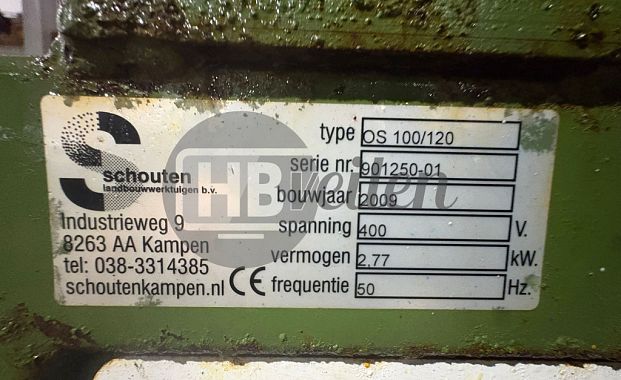 S
schouten
landbouwwerktuigen b.v.
Industrieweg 9
8263 AA Kampen
tel: 038-3314385
schoutenkampen.nl CE
type OS 100/120
serie nr. 901250-01
bouwjaar 2009
spanning 400 V.
vermogen 2,77 kW.
frequentie 50 Hz.
HBveilen